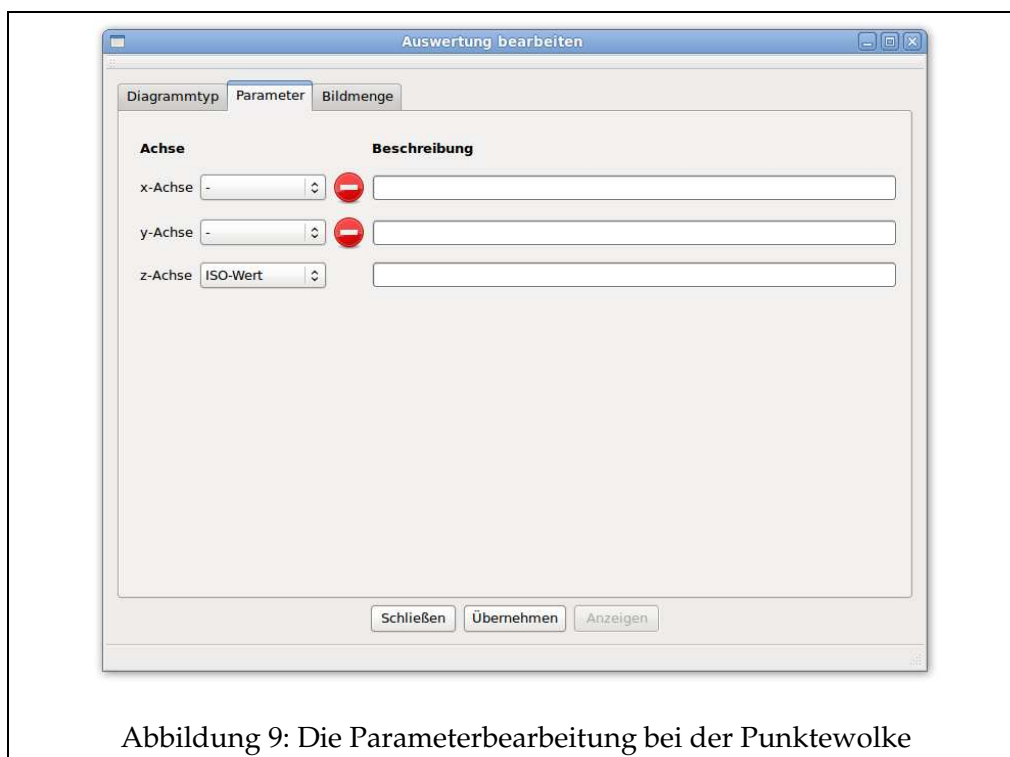 Auswertung bearbeiten
Diagrammtyp Parameter Bildmenge
Achse Beschreibung
x-Achse -
y-Achse -
z-Achse ISO-Wert
Schließen Übernehmen Anzeigen
Abbildung 9: Die Parameterbearbeitung bei der Punktewolke